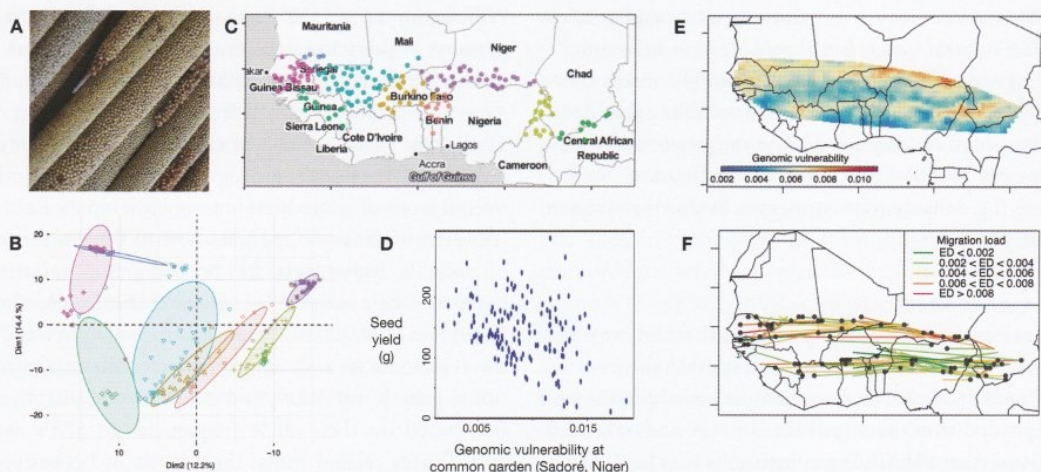 A
C
Mauritania
Mali
Niger
Chad
akar
Senegal
Guinea Bissau
Burkino Faso
Guinea
Benin
Nigeria
Sierra Leone
Cote D'Ivoire
Liberia
Lagos
Accra
Cameroon
Central African
Republic
Gulf of Guinea
E
Genomic vulnerability
0.002 0.004 0.006 0.008 0.010
B
Dim1 (14.4 %)
20
10
0
-10
-20
10
0
-10
Dim2 (12.2%)
D
Seed
yield
(g)
200
100
0
0.005
0.015
Genomic vulnerability at
common garden (Sadoré, Niger)
F
Migration load
ED < 0.002
0.002 < ED < 0.004
0.004 < ED < 0.006
0.006 < ED < 0.008
ED > 0.008